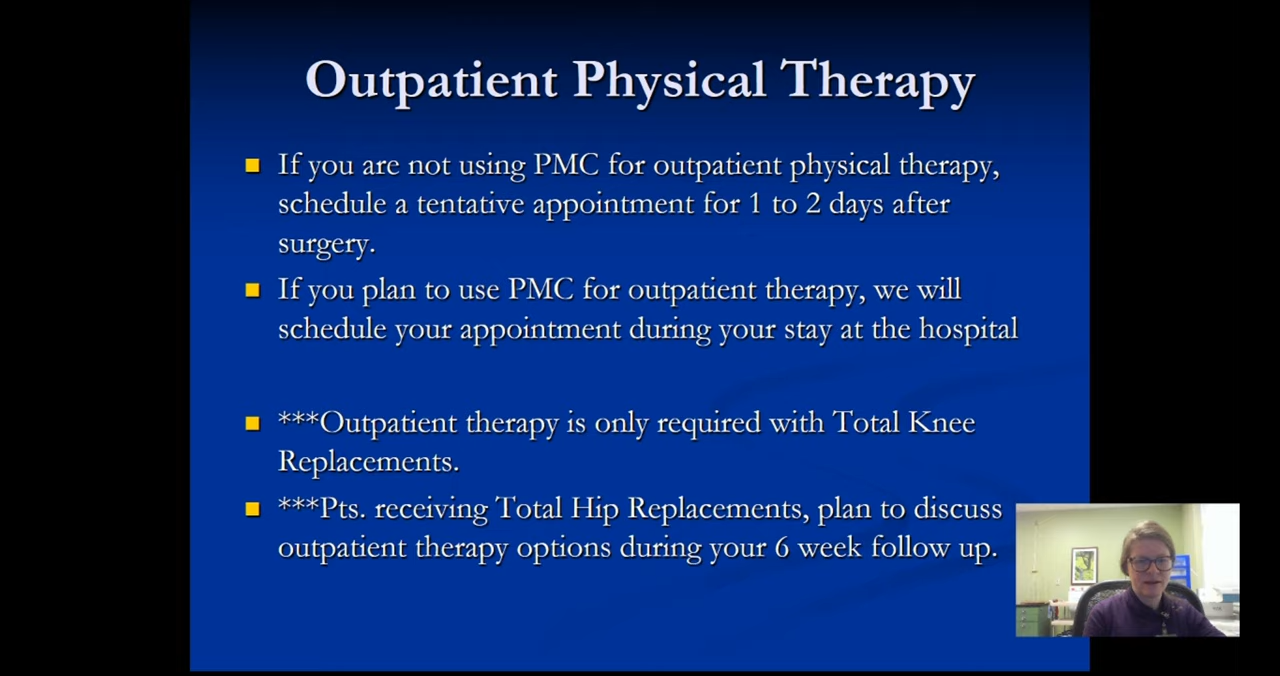 Outpatient Physical Therapy
If you are not using PMC for outpatient physical therapy,
schedule a tentative appointment for 1 to 2 days after
surgery.
If you plan to use PMC for outpatient therapy, we will
schedule your appointment during your stay at the hospital
***Outpatient therapy is only required with Total Knee
Replacements.
***Pts. receiving Total Hip Replacements, plan to discuss
outpatient therapy options during your 6 week follow up.